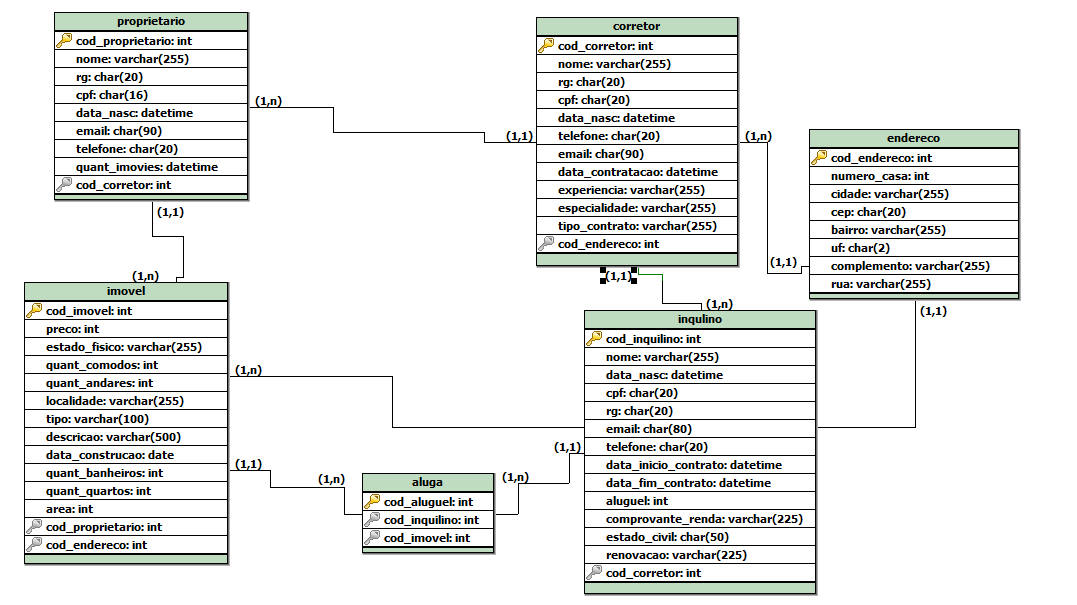 proprietario
cod_proprietario: int
nome: varchar(255)
rg: char(20)
cpf: char(16)
data_nasc: datetime
email: char(90)
telefone: char(20)
quant_imovies: datetime
cod_corretor: int
(1,n)
(1,1)
(1,1)
(1,n)
corretor
cod_corretor: int
nome: varchar(255)
rg: char(20)
cpf: char(20)
data_nasc: datetime
telefone: char(20)
email: char(90)
data_contratacao: datetime
experiencia: varchar(255)
especialidade: varchar(255)
tipo_contrato: varchar(255)
cod_endereco: int
(1,n)
(1,1)
(1,1)
(1,n)
endereco
cod_endereco: int
numero_casa: int
cidade: varchar(255)
cep: char(20)
bairro: varchar(255)
uf: char(2)
complemento: varchar(255)
rua: varchar(255)
(1,1)
imovel
cod_imovel: int
preco: int
estado_fisico: varchar(255)
quant_comodos: int
quant_andares: int
localidade: varchar(255)
tipo: varchar(100)
descricao: varchar(500)
data_construcao: date
quant_banheiros: int
quant_quartos: int
area: int
cod_proprietario: int
cod_endereco: int
(1,n)
(1,1)
(1,n)
aluga
cod_aluguel: int
cod_inquilino: int
cod_imovel: int
(1,n)
(1,1)
inqulino
cod_inquilino: int
nome: varchar(255)
data_nasc: datetime
cpf: char(20)
rg: char(20)
email: char(80)
telefone: char(20)
data_inicio_contrato: datetime
data_fim_contrato: datetime
aluguel: int
comprovante_renda: varchar(225)
estado_civil: char(50)
renovacao: varchar(225)
cod_corretor: int